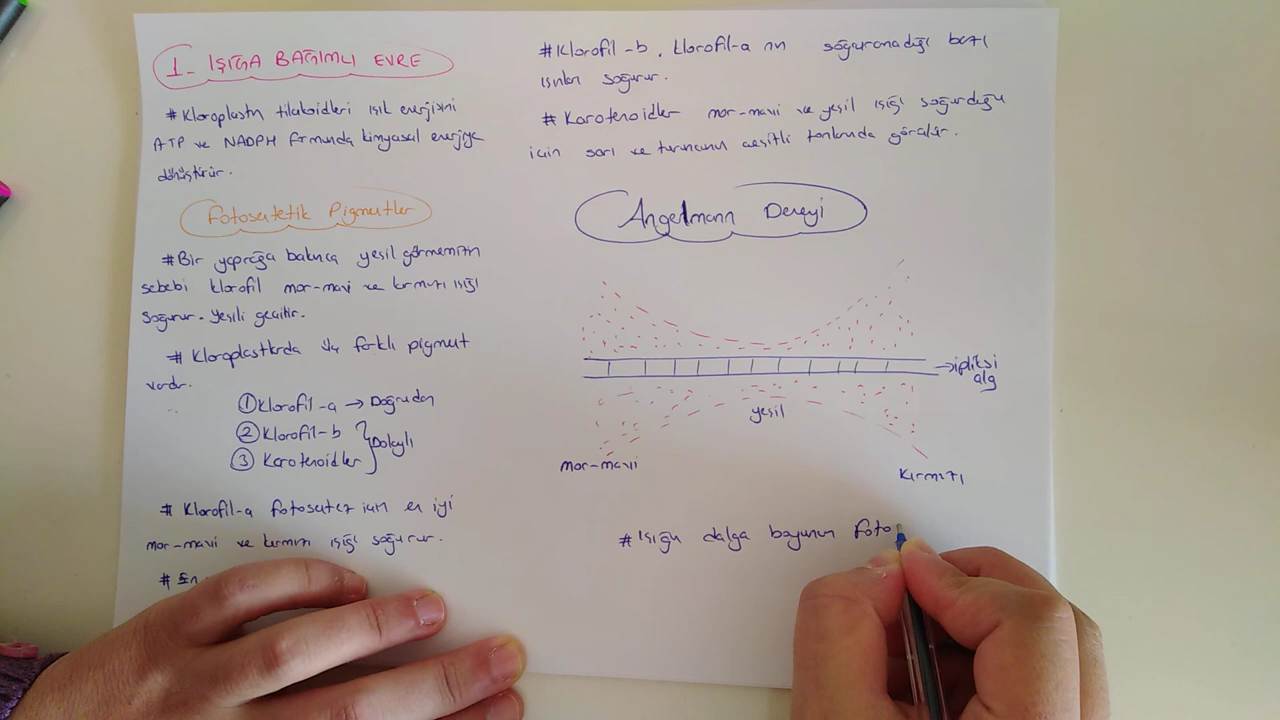 1- IŞIĞA BAĞIMLI EVRE
# Kloroplastın tilakoidleri ışık enerjisini
ATP ve NADPH formunda kimyasal enerjiye
dönüştürür.
Fotosentetik Pigmentler
# Bir yaprağa bakınca yeşil görmemizin
sebebi klorofil mor-mavi ve kırmızı ışığı
soğurur. Yeşili geçirir.
# Kloroplastlarda üç farklı pigment
vardır.
① Klorofil-a → Doğrudan
② Klorofil-b
③ Karotenoidler
Dolaylı
# Klorofil-a fotosentez için en iyi
mor-mavi ve kırmızı ışığı soğurur.
# En
# Klorofil-b, klorofil-a nın soğuramadığı bazı
ışınları soğurur.
# Karotenoidler mor-mavi ve yeşil ışığı soğurduğu
için sarı ve turuncunun çeşitli tonlarında görülür.
Angelmann Deneyi
→ ipliksi
alg
yeşil
mor-mavi
kırmızı
# Işığın dalga boyunun foto